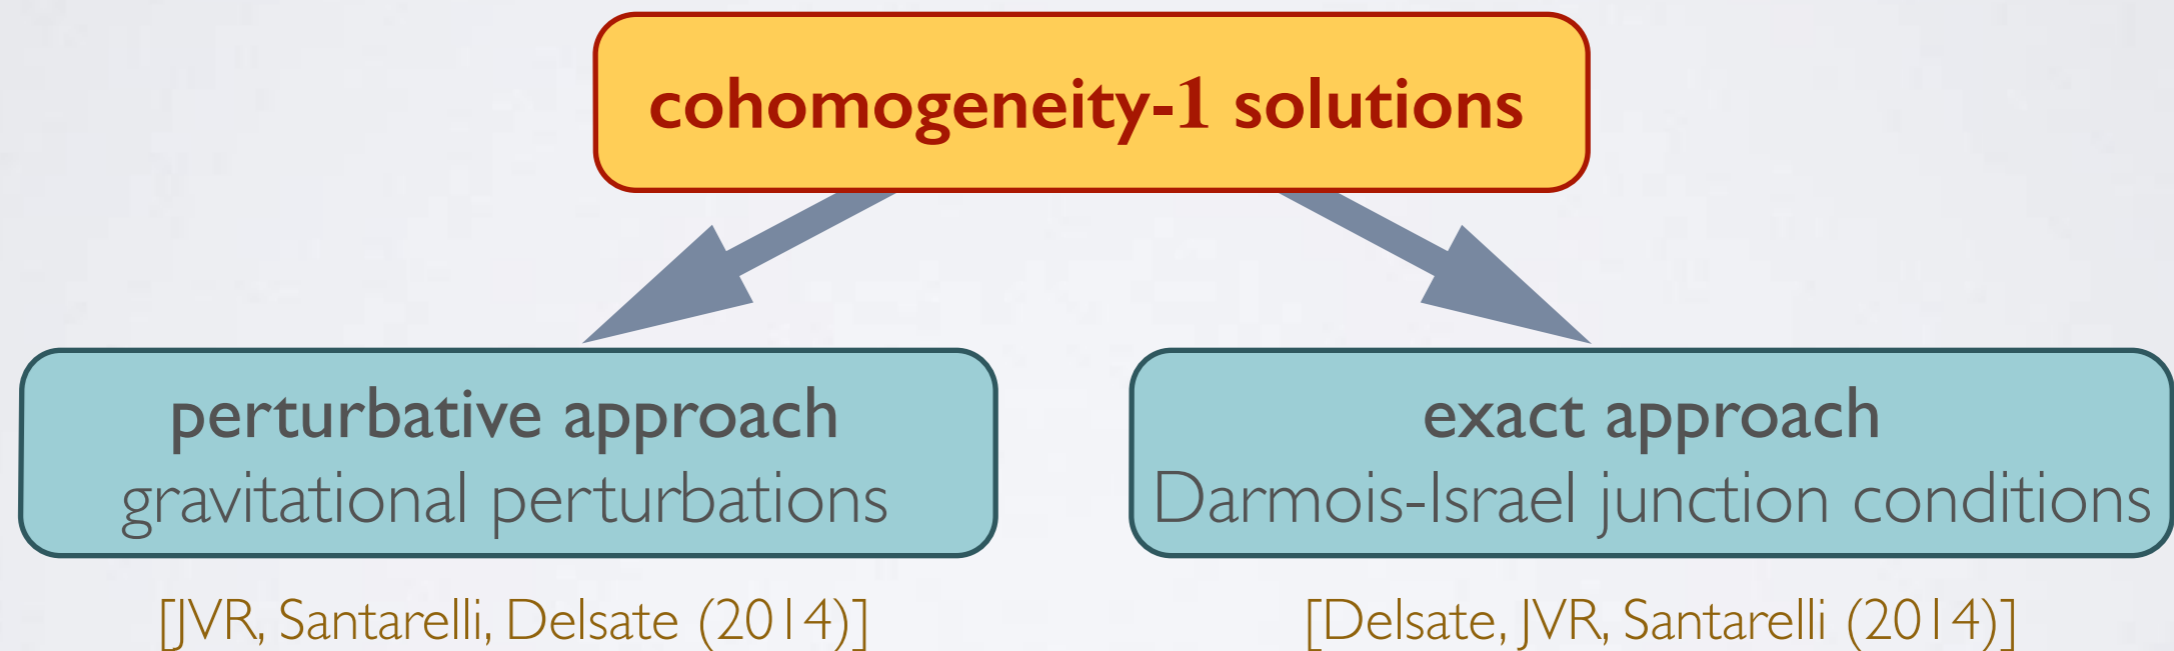 cohomogeneity-1 solutions
perturbative approach
gravitational perturbations
exact approach
Darmois-Israel junction conditions
[JVR, Santarelli, Delsate (2014)]
[Delsate, JVR, Santarelli (2014)]